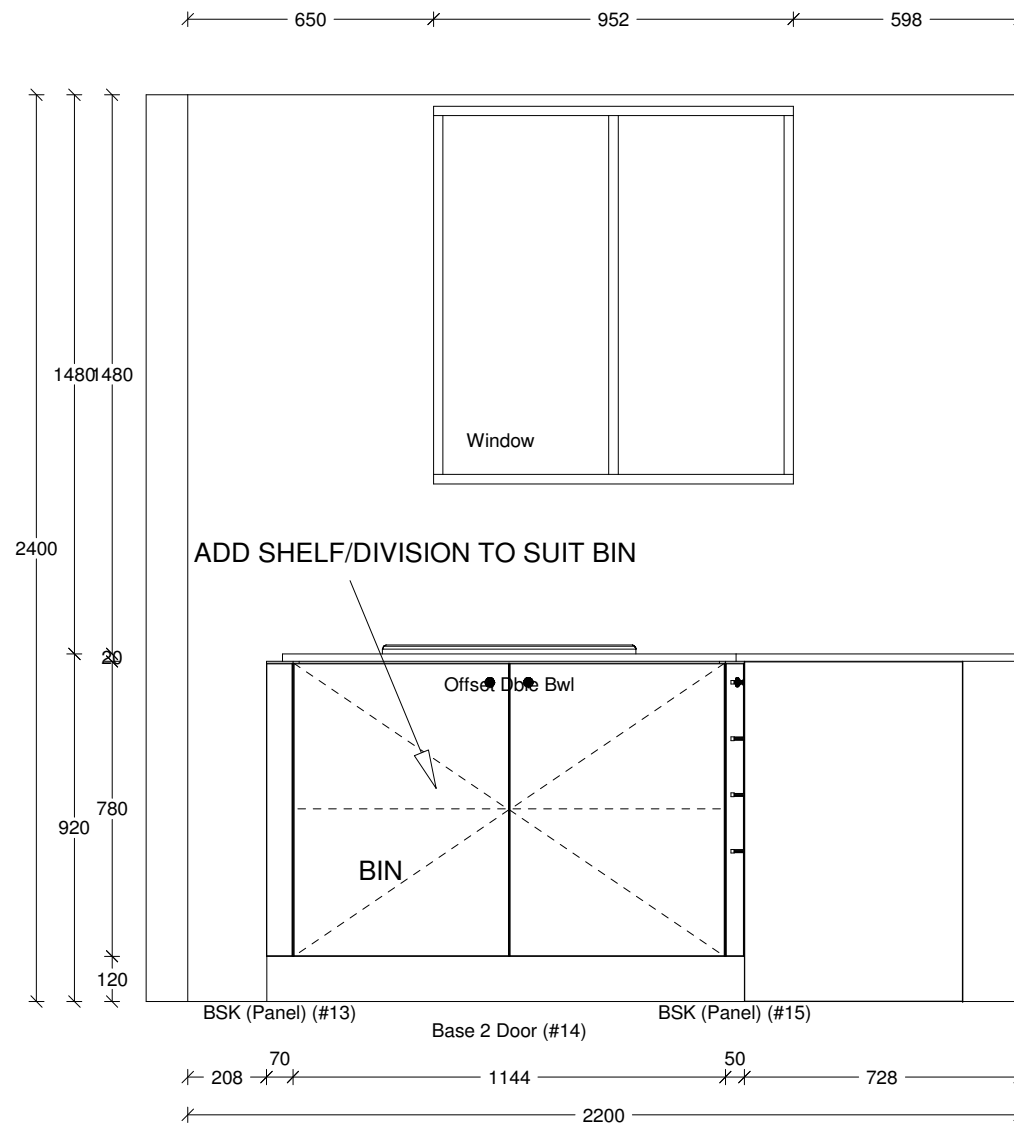 650 952 598
1480 1480
Window
2400
ADD SHELF/DIVISION TO SUIT BIN
20
Offset Dble Bwl
780
920
BIN
120
BSK (Panel) (#13) BSK (Panel) (#15)
Base 2 Door (#14)
70 50
208 1144 728
2200